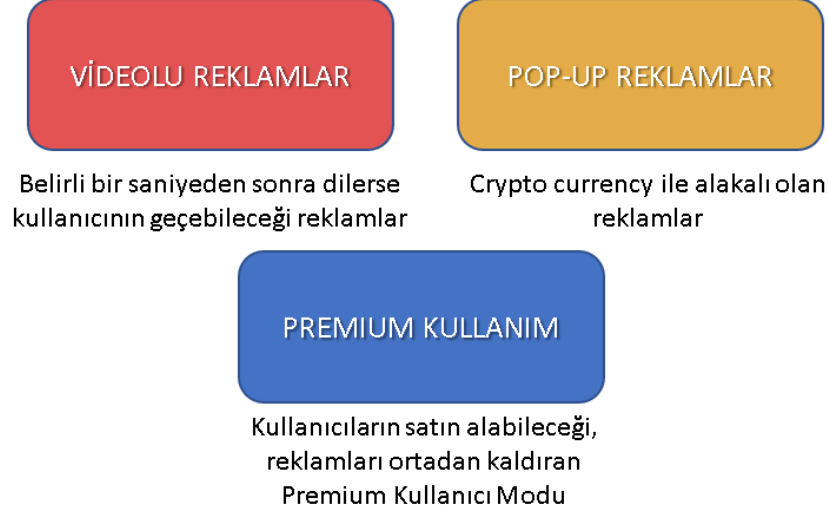 VİDEOLU REKLAMLAR
Belirli bir saniyeden sonra dilerse
kullanıcının geçebileceği reklamlar
POP-UP REKLAMLAR
Crypto currency ile alakalı olan
reklamlar
PREMIUM KULLANIM
Kullanıcıların satın alabileceği,
reklamları ortadan kaldıran
Premium Kullanıcı Modu